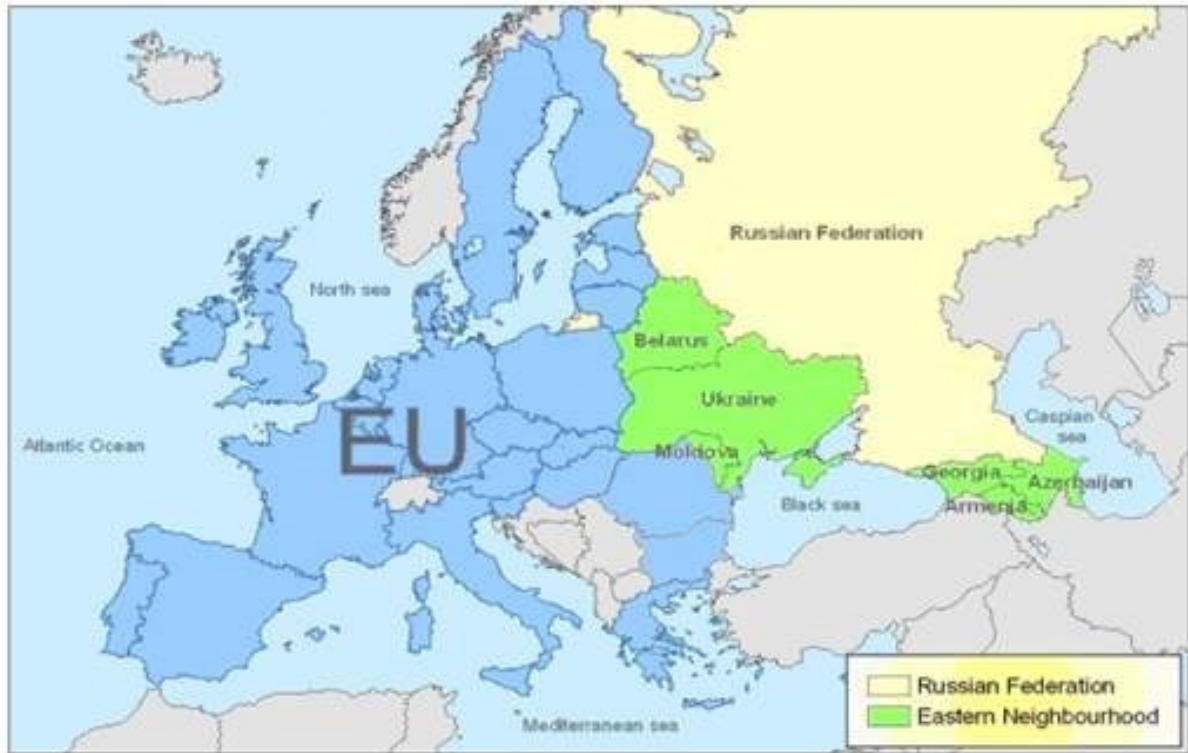 Russian Federation
North sea
Belarus
Ukraine
EU
Atlantic Ocean
Caspian
sea
Moldova
Georgia
Azerbaijan
Black sea
Armenia
Russian Federation
Eastern Neighbourhood
Mediterranean sea